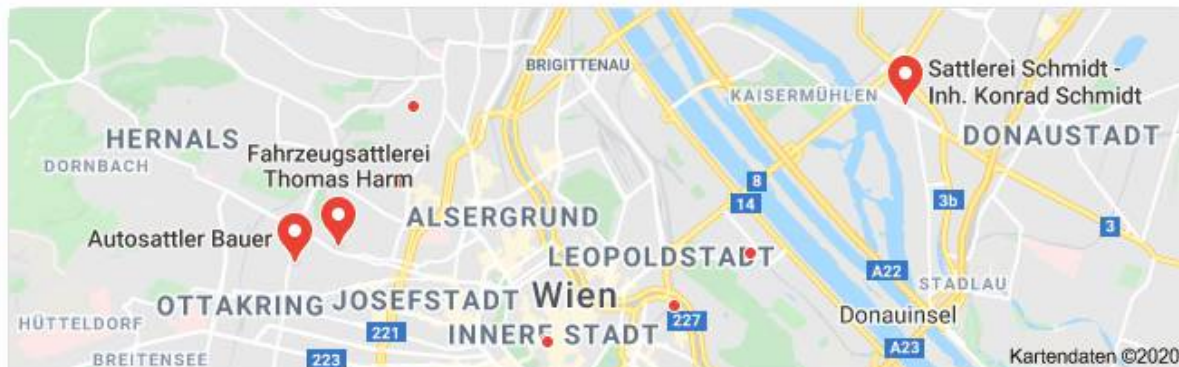 BRIGITTENAU
Sattlerei Schmidt -
Inh. Konrad Schmidt
KAISERMÜHLEN
HERNALS
DONAUSTADT
DORNBACH
Fahrzeugsattlerei
Thomas Harm
8
14
3b
3
ALSERGRUND
Autosattler Bauer
LEOPOLDSTADT
A22
STADLAU
OTTAKRING
JOSEFSTADT
Wien
HÜTTELDORF
221
INNERE STADT
227
Donauinsel
BREITENSEE
223
A23
Kartendaten ©2020